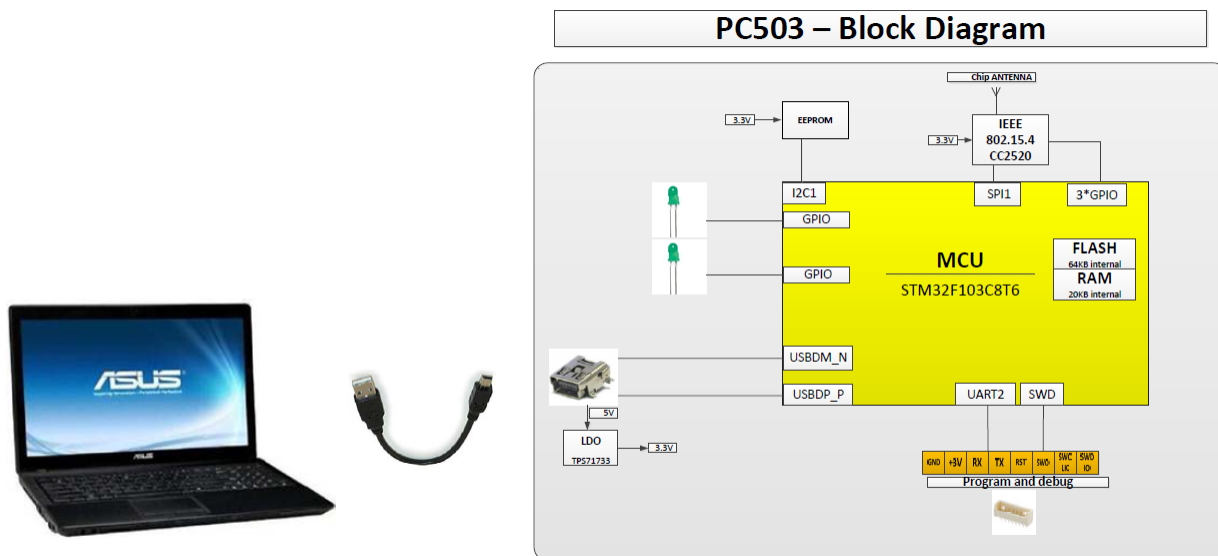 PC503 – Block Diagram
Chip ANTENNA
3.3V
EEPROM
3.3V
IEEE
802.15.4
CC2520
I2C1
SPI1
3*GPIO
GPIO
GPIO
MCU
STM32F103C8T6
FLASH
64KB internal
RAM
20KB internal
USBDM_N
USBDP_P
UART2
SWD
5V
LDO
TPS71733
3.3V
GND +3V RX TX RST SWO SWC LK SWD IO
Program and debug
ASUS
ASUS